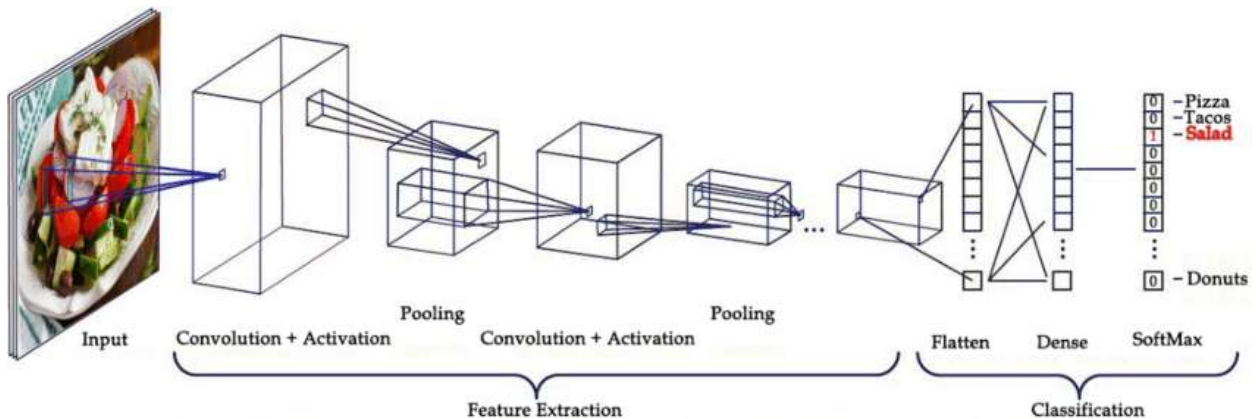 0 – Pizza
0 – Tacos
1 – Salad
0
0
0
0
0
...
...
...
...
0 – Donuts
Pooling
Pooling
Input
Convolution + Activation
Convolution + Activation
Flatten
Dense
SoftMax
Feature Extraction
Classification